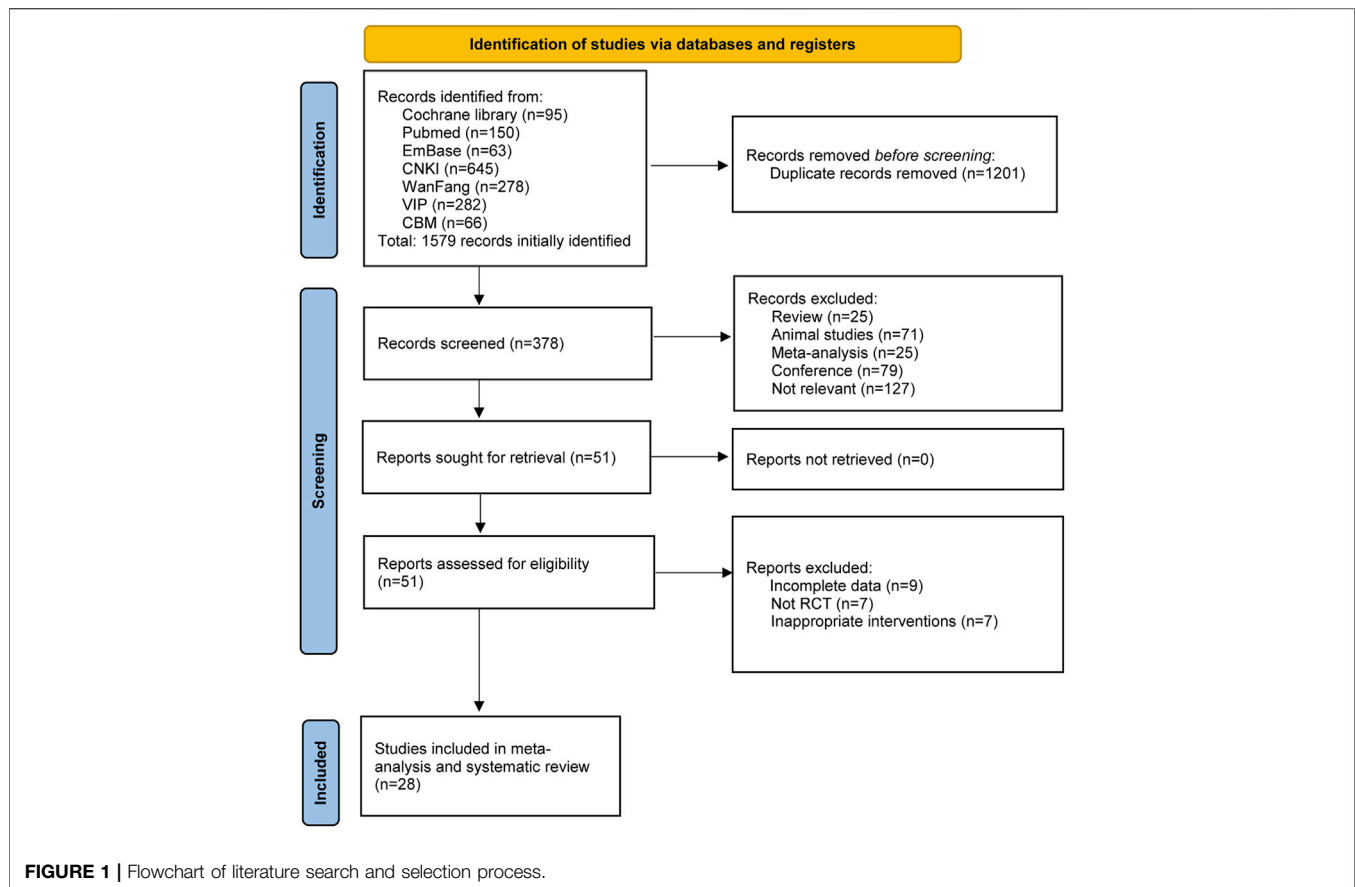 Identification of studies via databases and registers
Identification
Records identified from:
Cochrane library (n=95)
Pubmed (n=150)
EmBase (n=63)
CNKI (n=645)
WanFang (n=278)
VIP (n=282)
CBM (n=66)
Total: 1579 records initially identified
Records removed before screening:
Duplicate records removed (n=1201)
Screening
Records screened (n=378)
Records excluded:
Review (n=25)
Animal studies (n=71)
Meta-analysis (n=25)
Conference (n=79)
Not relevant (n=127)
Reports sought for retrieval (n=51)
Reports not retrieved (n=0)
Reports assessed for eligibility
(n=51)
Reports excluded:
Incomplete data (n=9)
Not RCT (n=7)
Inappropriate interventions (n=7)
Included
Studies included in meta-
analysis and systematic review
(n=28)
FIGURE 1 | Flowchart of literature search and selection process.